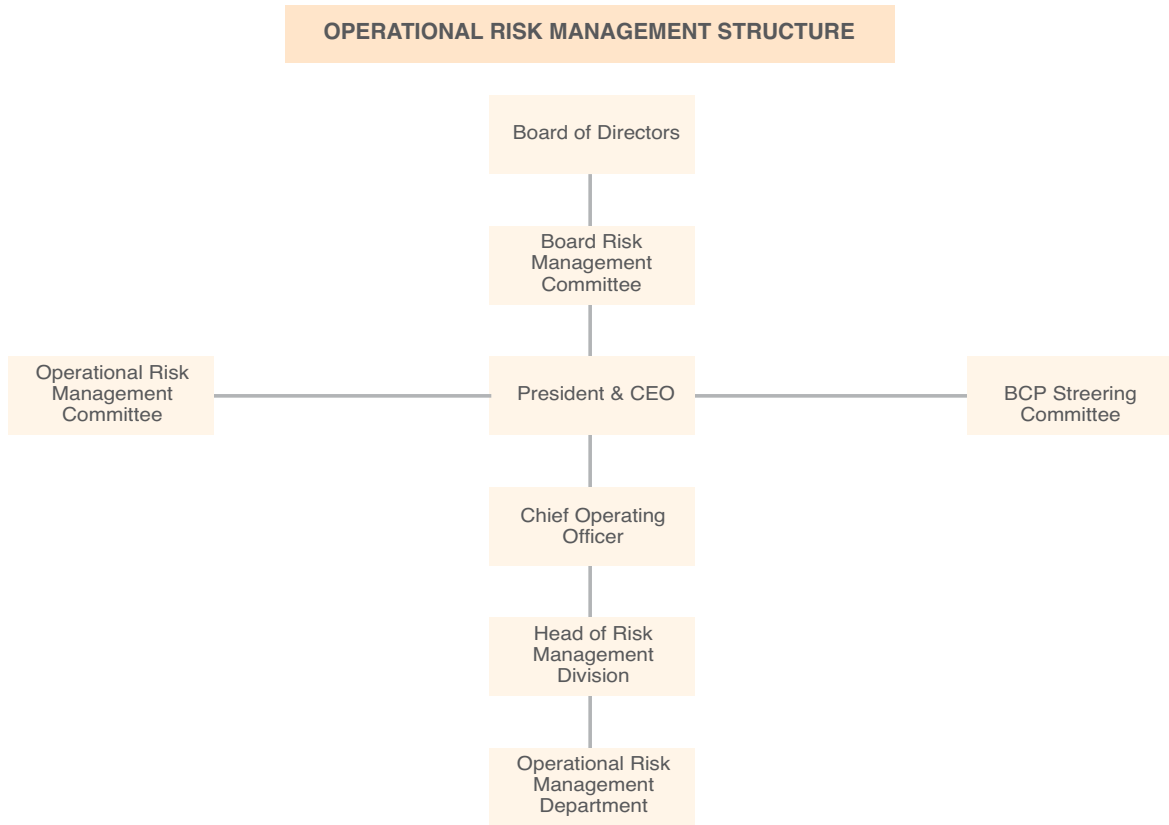 OPERATIONAL RISK MANAGEMENT STRUCTURE
Board of Directors
Board Risk
Management
Committee
Operational Risk
Management
Committee
President & CEO
BCP Streering
Committee
Chief Operating
Officer
Head of Risk
Management
Division
Operational Risk
Management
Department